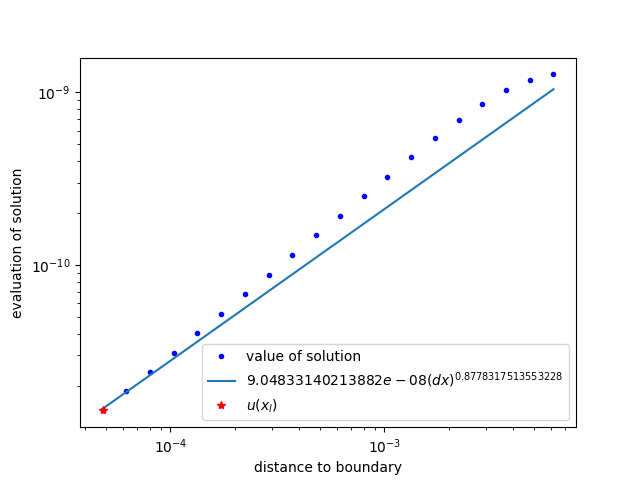 10⁻⁹
10⁻¹⁰
evaluation of solution
value of solution
9.04833140213882e − 08(dx)^0.8778317513553228
u(x_l)
10⁻⁴
10⁻³
distance to boundary